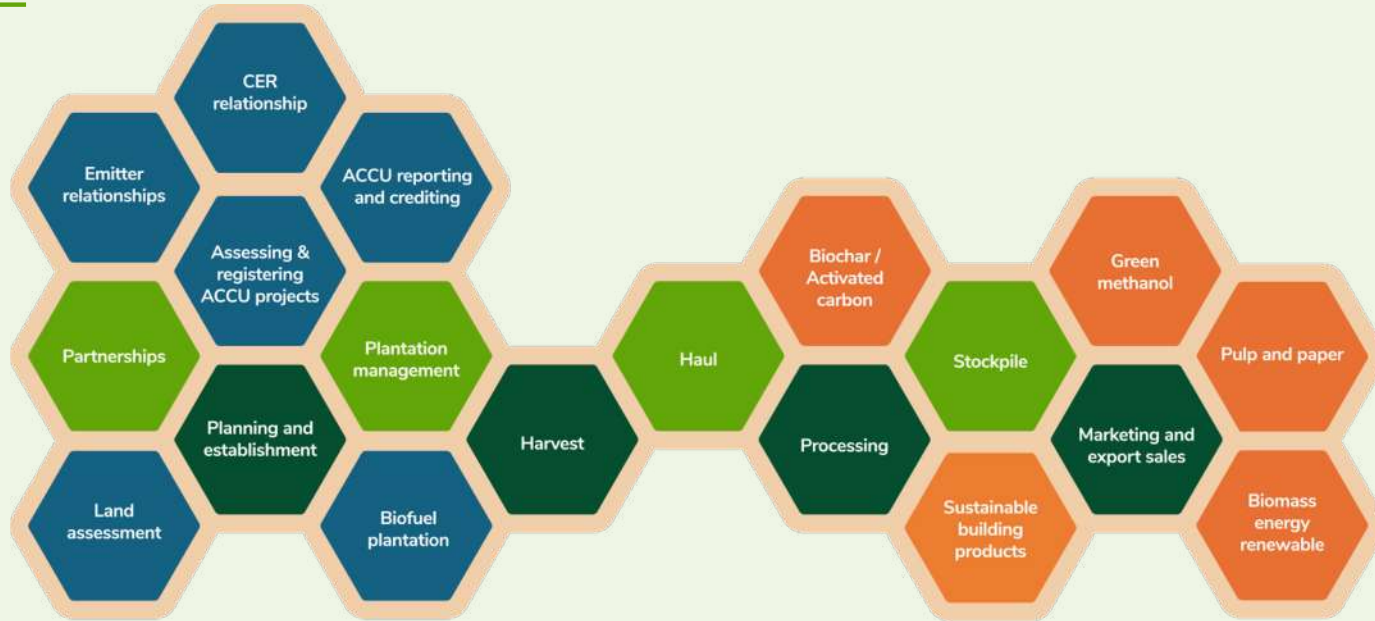 CER
relationship
Emitter
relationships
ACCU reporting
and crediting
Assessing &
registering
ACCU projects
Partnerships
Plantation
management
Planning and
establishment
Land
assessment
Biofuel
plantation
Harvest
Haul
Biochar /
Activated
carbon
Processing
Stockpile
Sustainable
building
products
Green
methanol
Marketing and
export sales
Pulp and paper
Biomass
energy
renewable